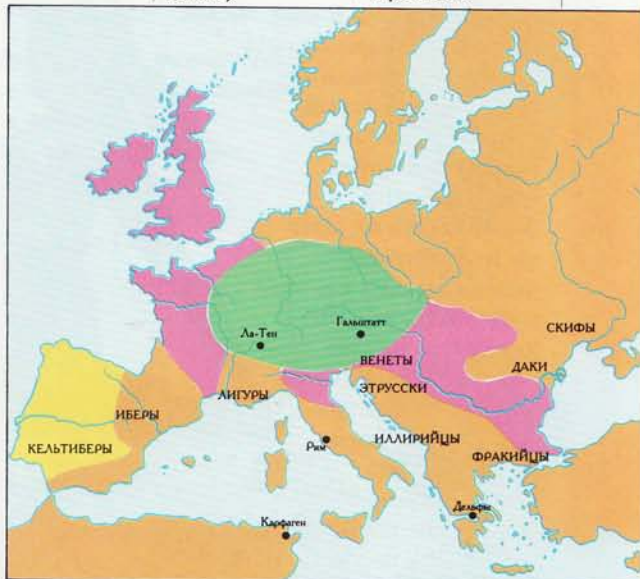 Гальштатт
СКИФЫ
Ла-Тен
ВЕНЕТЫ
ДАКИ
ЭТРУССКИ
ЛИГУРЫ
ИБЕРЫ
ИЛЛИРИЙЦЫ
Рим
КЕЛЬТИБЕРЫ
ФРАКИЙЦЫ
Дельфы
Карфаген